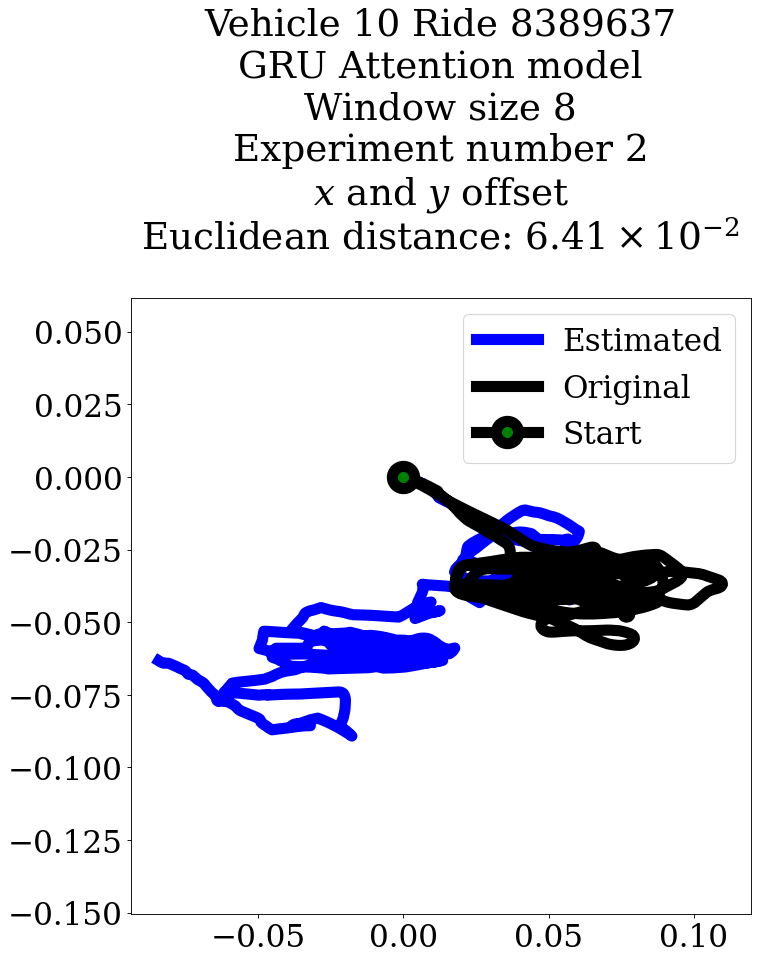 Vehicle 10 Ride 8389637
GRU Attention model
Window size 8
Experiment number 2
x and y offset
Euclidean distance: 6.41 × 10⁻²
Estimated
Original
Start
0.050
0.025
0.000
−0.025
−0.050
−0.075
−0.100
−0.125
−0.150
−0.05
0.00
0.05
0.10